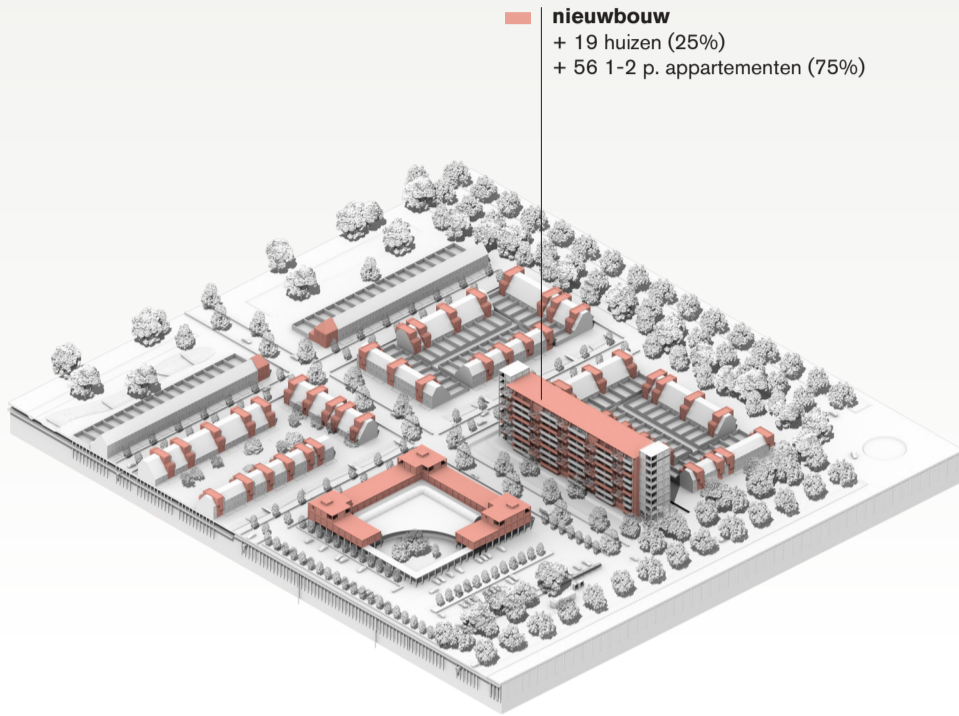 nieuwbouw
+ 19 huizen (25%)
+ 56 1-2 p. appartementen (75%)